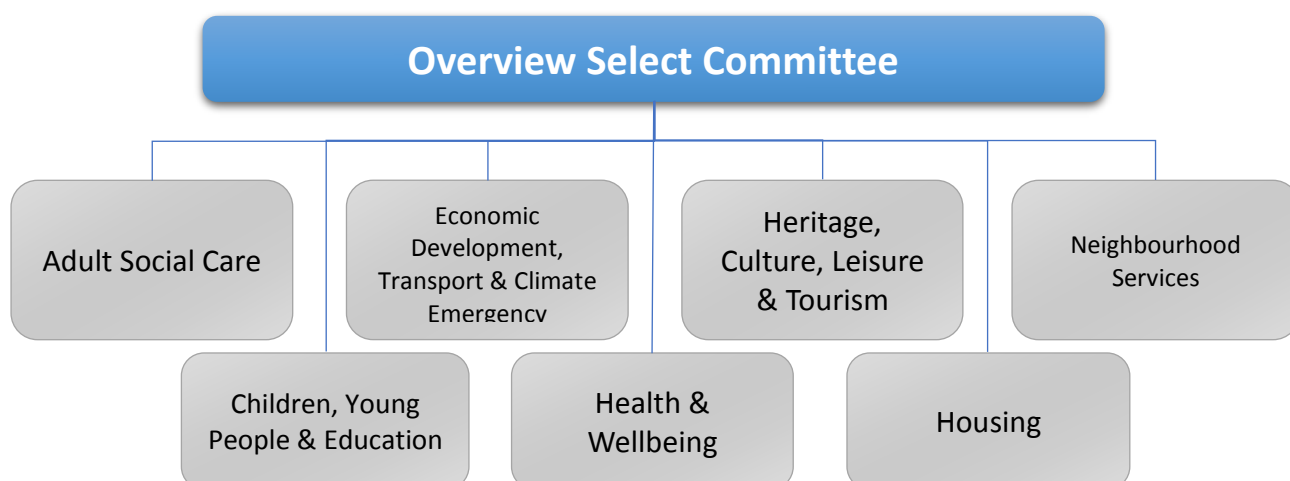 Overview Select Committee
Adult Social Care
Economic
Development,
Transport & Climate
Emergency
Heritage,
Culture, Leisure
& Tourism
Neighbourhood
Services
Children, Young
People & Education
Health &
Wellbeing
Housing